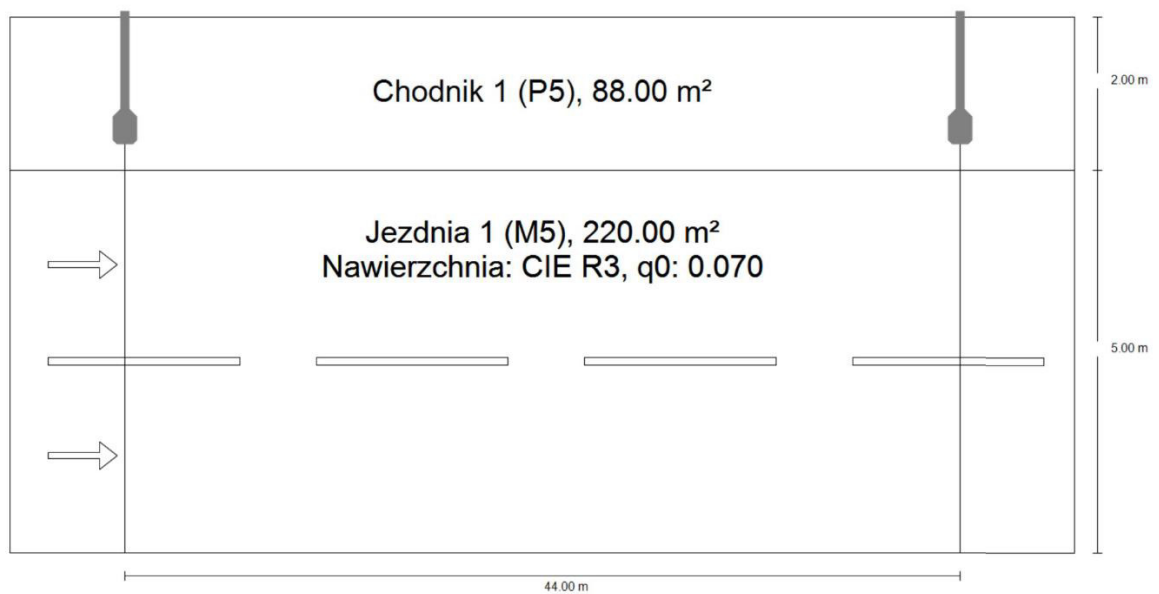 Chodnik 1 (P5), 88.00 m²
2.00 m
Jezdnia 1 (M5), 220.00 m²
Nawierzchnia: CIE R3, q0: 0.070
5.00 m
44.00 m